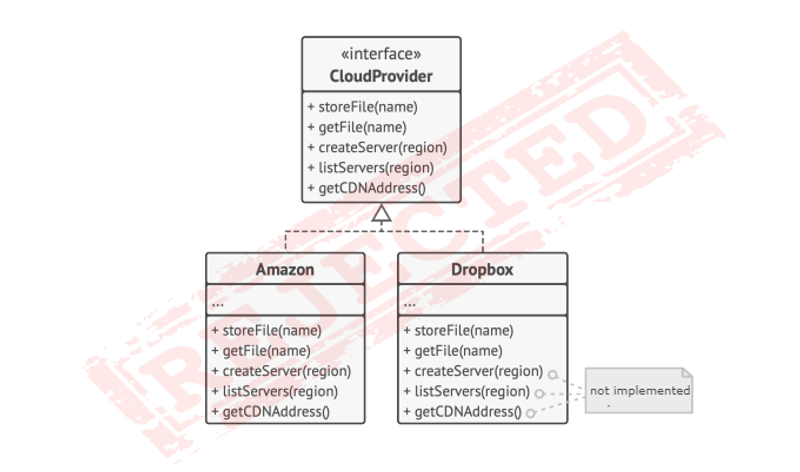 «interface»
CloudProvider
+ storeFile(name)
+ getFile(name)
+ createServer(region)
+ listServers(region)
+ getCDNAddress()
REJECTED
Amazon
...
+ storeFile(name)
+ getFile(name)
+ createServer(region)
+ listServers(region)
+ getCDNAddress()
Dropbox
...
+ storeFile(name)
+ getFile(name)
+ createServer(region)
+ listServers(region)
+ getCDNAddress()
not implemented
.